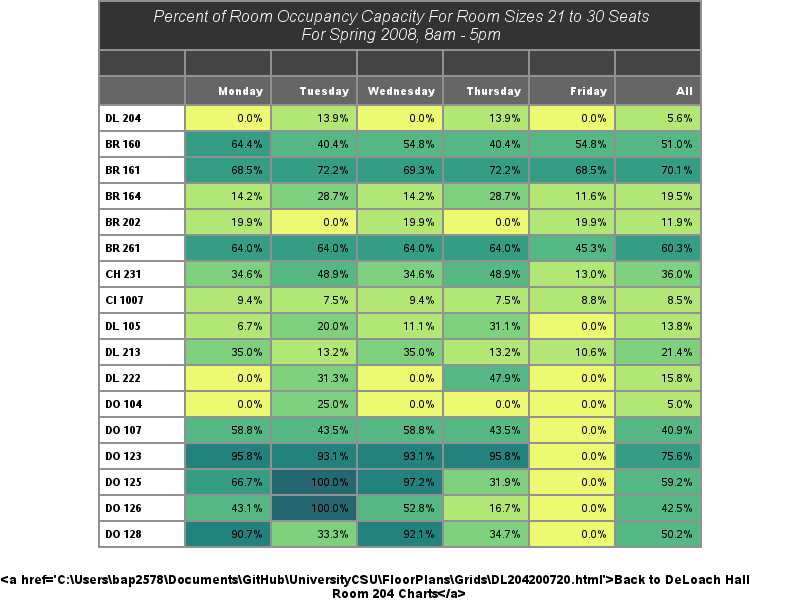 Percent of Room Occupancy Capacity For Room Sizes 21 to 30 Seats
For Spring 2008, 8am - 5pm
Monday Tuesday Wednesday Thursday Friday All
DL 204 0.0% 13.9% 0.0% 13.9% 0.0% 5.6%
BR 160 64.4% 40.4% 54.8% 40.4% 54.8% 51.0%
BR 161 68.5% 72.2% 69.3% 72.2% 68.5% 70.1%
BR 164 14.2% 28.7% 14.2% 28.7% 11.6% 19.5%
BR 202 19.9% 0.0% 19.9% 0.0% 19.9% 11.9%
BR 261 64.0% 64.0% 64.0% 64.0% 45.3% 60.3%
CH 231 34.6% 48.9% 34.6% 48.9% 13.0% 36.0%
CI 1007 9.4% 7.5% 9.4% 7.5% 8.8% 8.5%
DL 105 6.7% 20.0% 11.1% 31.1% 0.0% 13.8%
DL 213 35.0% 13.2% 35.0% 13.2% 10.6% 21.4%
DL 222 0.0% 31.3% 0.0% 47.9% 0.0% 15.8%
DO 104 0.0% 25.0% 0.0% 0.0% 0.0% 5.0%
DO 107 58.8% 43.5% 58.8% 43.5% 0.0% 40.9%
DO 123 95.8% 93.1% 93.1% 95.8% 0.0% 75.6%
DO 125 66.7% 100.0% 97.2% 31.9% 0.0% 59.2%
DO 126 43.1% 100.0% 52.8% 16.7% 0.0% 42.5%
DO 128 90.7% 33.3% 92.1% 34.7% 0.0% 50.2%
<a href='C:\Users\bap2578\Documents\GitHub\UniversityCSU\FloorPlans\Grids\DL204200720.html'>Back to DeLoach Hall
Room 204 Charts</a>